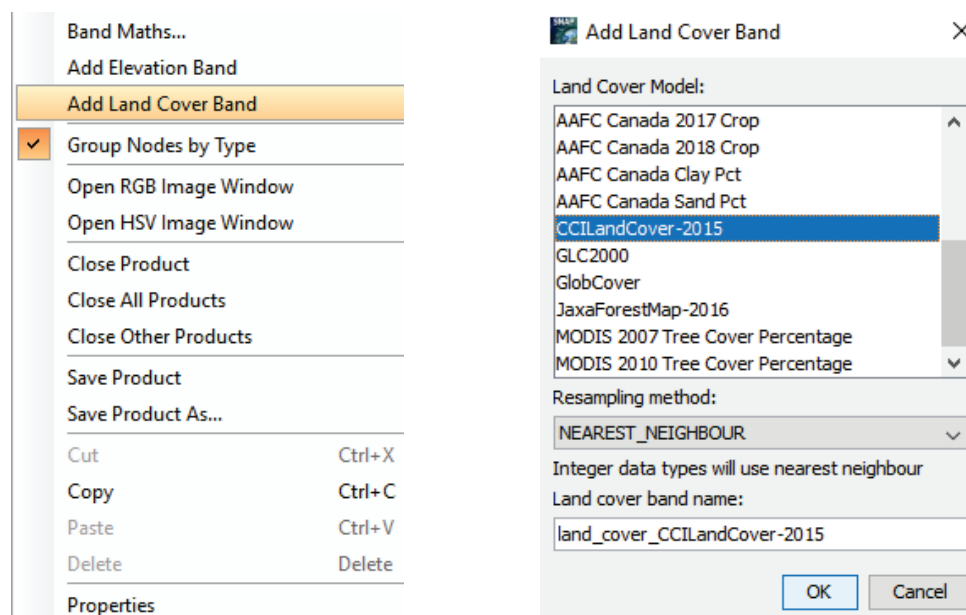 Band Maths...
Add Elevation Band
Add Land Cover Band
Group Nodes by Type
Open RGB Image Window
Open HSV Image Window
Close Product
Close All Products
Close Other Products
Save Product
Save Product As...
Cut Ctrl+X
Copy Ctrl+C
Paste Ctrl+V
Delete Delete
Properties
SNAP Add Land Cover Band
Land Cover Model:
AAFC Canada 2017 Crop
AAFC Canada 2018 Crop
AAFC Canada Clay Pct
AAFC Canada Sand Pct
CCILandCover-2015
GLC2000
GlobCover
JaxaForestMap-2016
MODIS 2007 Tree Cover Percentage
MODIS 2010 Tree Cover Percentage
Resampling method:
NEAREST_NEIGHBOUR
Integer data types will use nearest neighbour
Land cover band name:
land_cover_CCILandCover-2015
OK Cancel